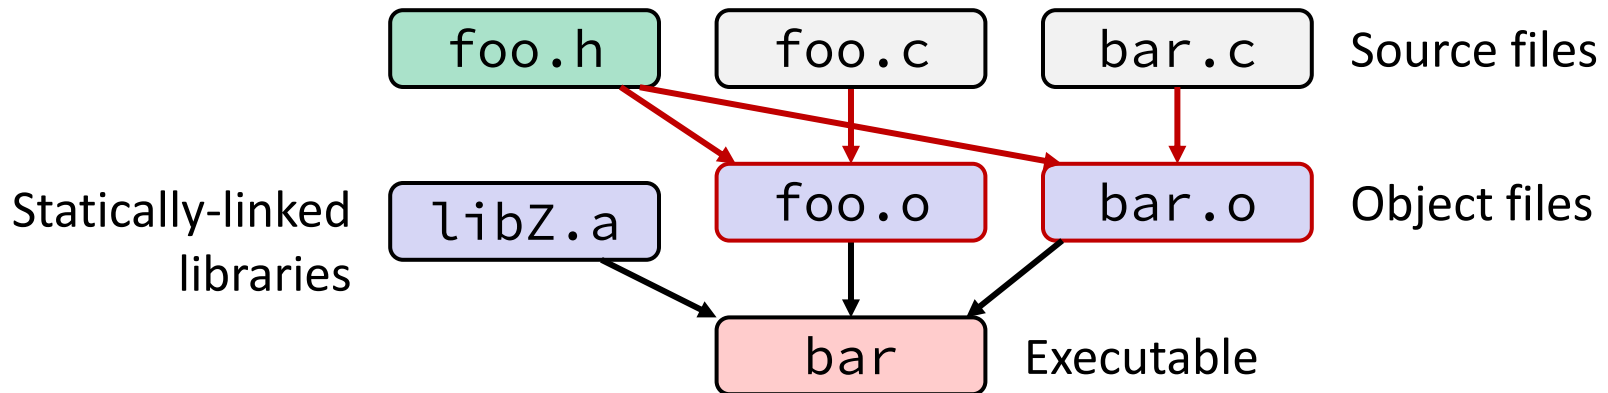 foo.h
foo.c
bar.c
Source files
Statically-linked
libraries
libZ.a
foo.o
bar.o
Object files
bar
Executable